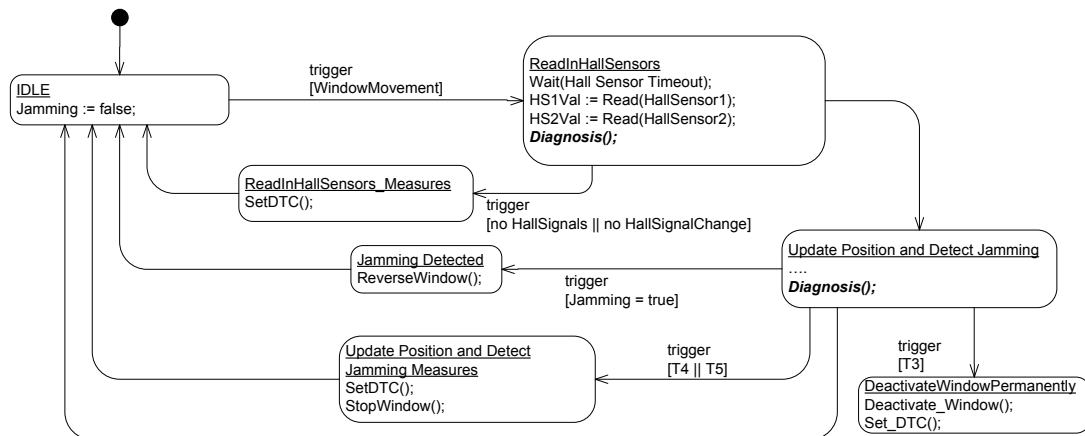 IDLE
Jamming := false;
trigger
[WindowMovement]
ReadInHallSensors
Wait(Hall Sensor Timeout);
HS1Val := Read(HallSensor1);
HS2Val := Read(HallSensor2);
Diagnosis();
ReadInHallSensors_Measures
SetDTC();
trigger
[no HallSignals || no HallSignalChange]
Update Position and Detect Jamming
....
Diagnosis();
Jamming Detected
ReverseWindow();
trigger
[Jamming = true]
Update Position and Detect
Jamming Measures
SetDTC();
StopWindow();
trigger
[T4 || T5]
trigger
[T3]
DeactivateWindowPermanently
Deactivate_Window();
Set_DTC();